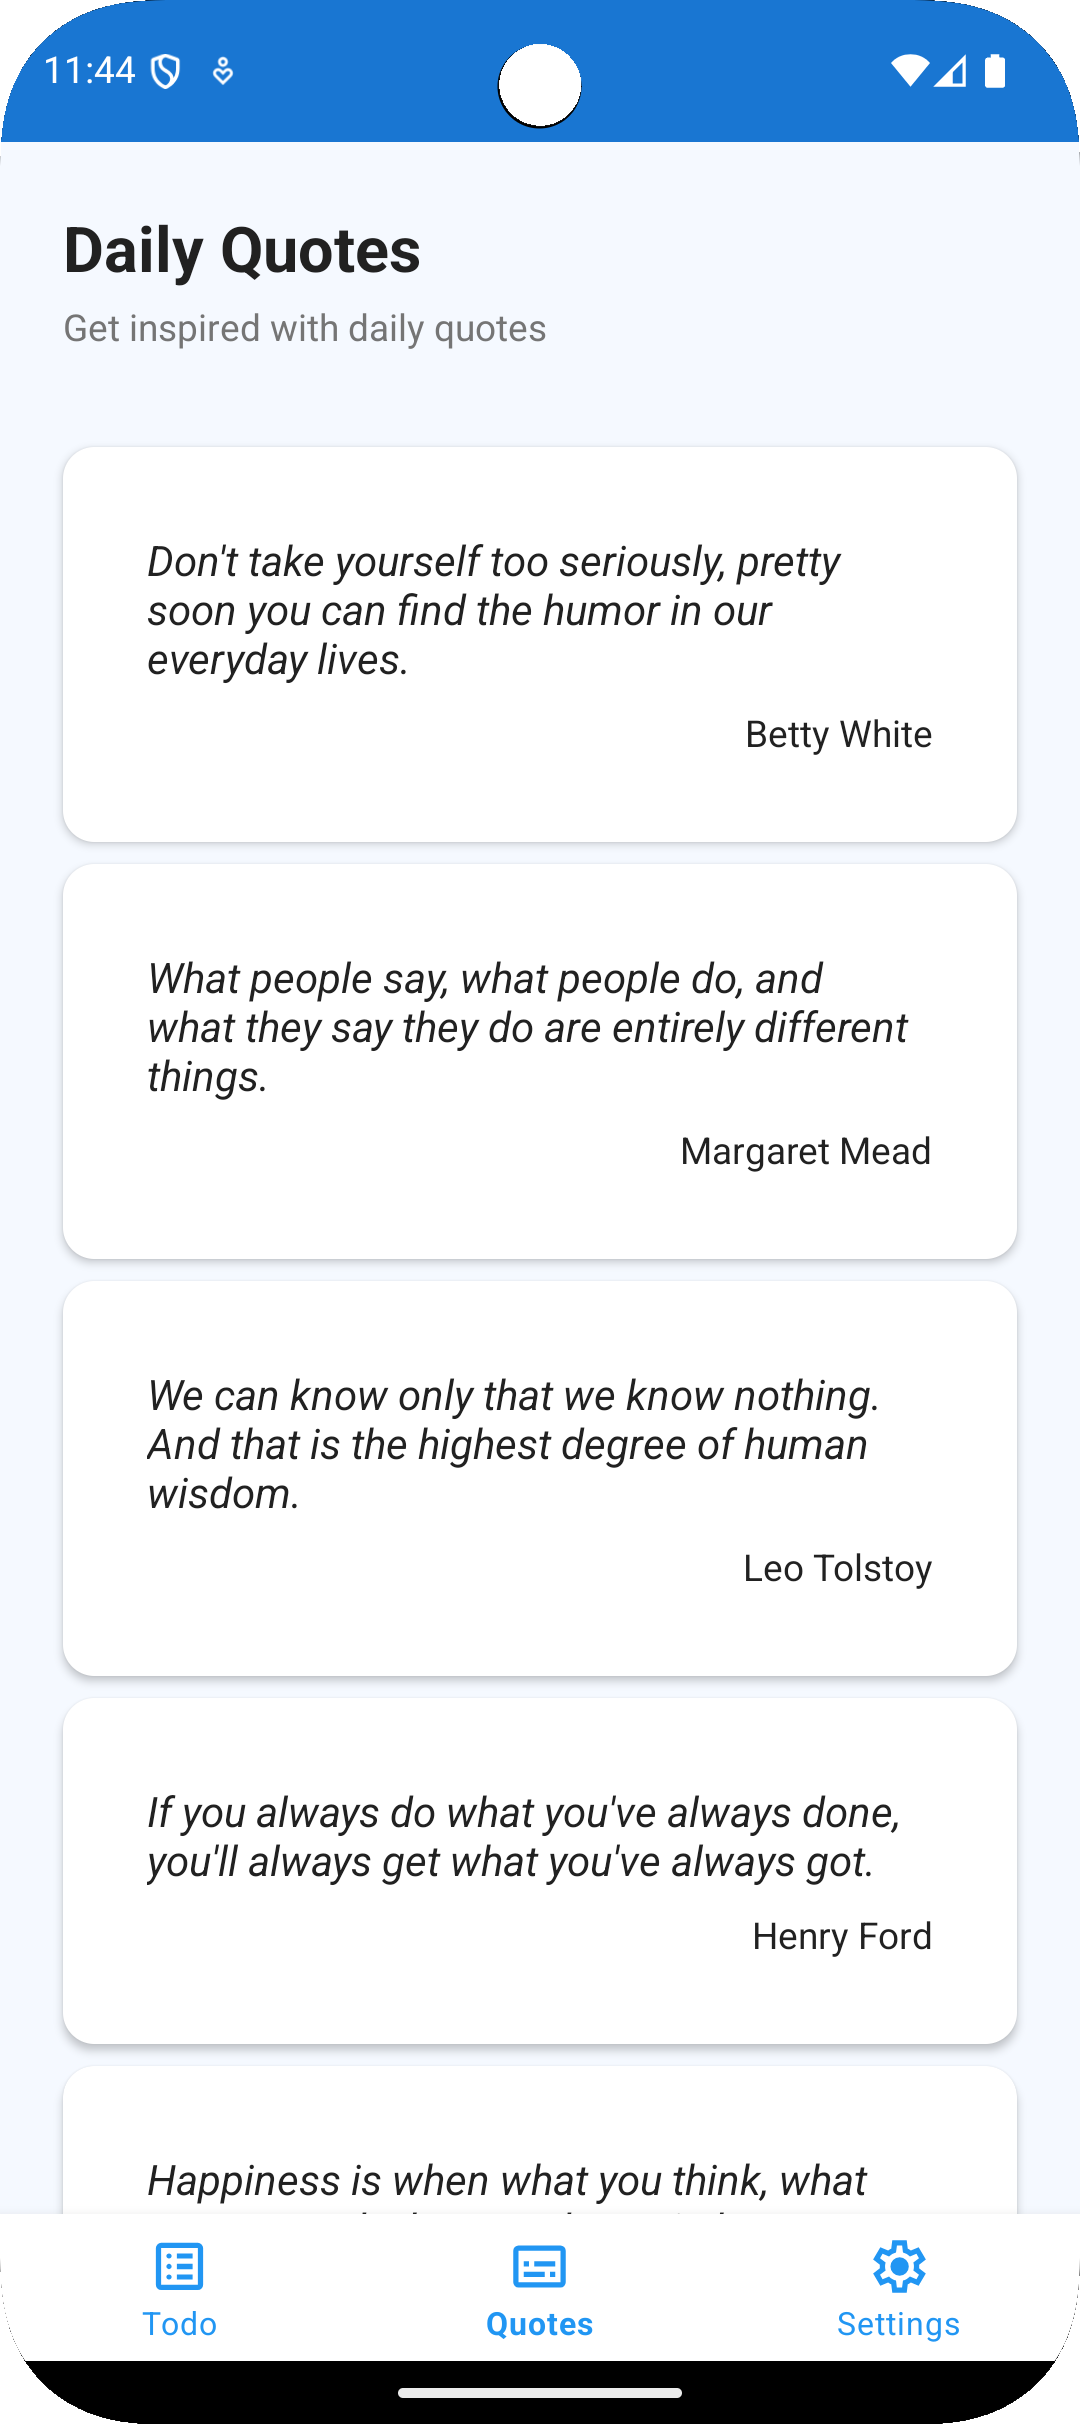 11:44
Daily Quotes
Get inspired with daily quotes
Don't take yourself too seriously, pretty
soon you can find the humor in our
everyday lives.
Betty White
What people say, what people do, and
what they say they do are entirely different
things.
Margaret Mead
We can know only that we know nothing.
And that is the highest degree of human
wisdom.
Leo Tolstoy
If you always do what you've always done,
you'll always get what you've always got.
Henry Ford
Happiness is when what you think, what
Todo
Quotes
Settings